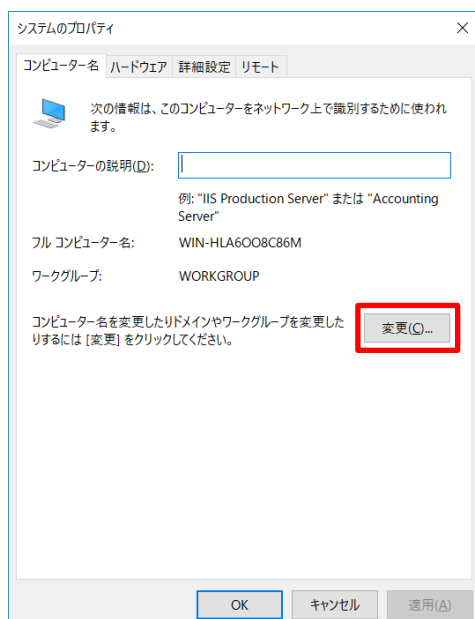 システムのプロパティ
コンピューター名 ハードウェア 詳細設定 リモート
次の情報は、このコンピューターをネットワーク上で識別するために使われ
ます。
コンピューターの説明(D):
例: "IIS Production Server" または "Accounting
Server"
フル コンピューター名: WIN-HLA6OO8C86M
ワークグループ: WORKGROUP
コンピューター名を変更したりドメインやワークグループを変更した
りするには [変更] をクリックしてください。
変更(C)...
OK キャンセル 適用(A)